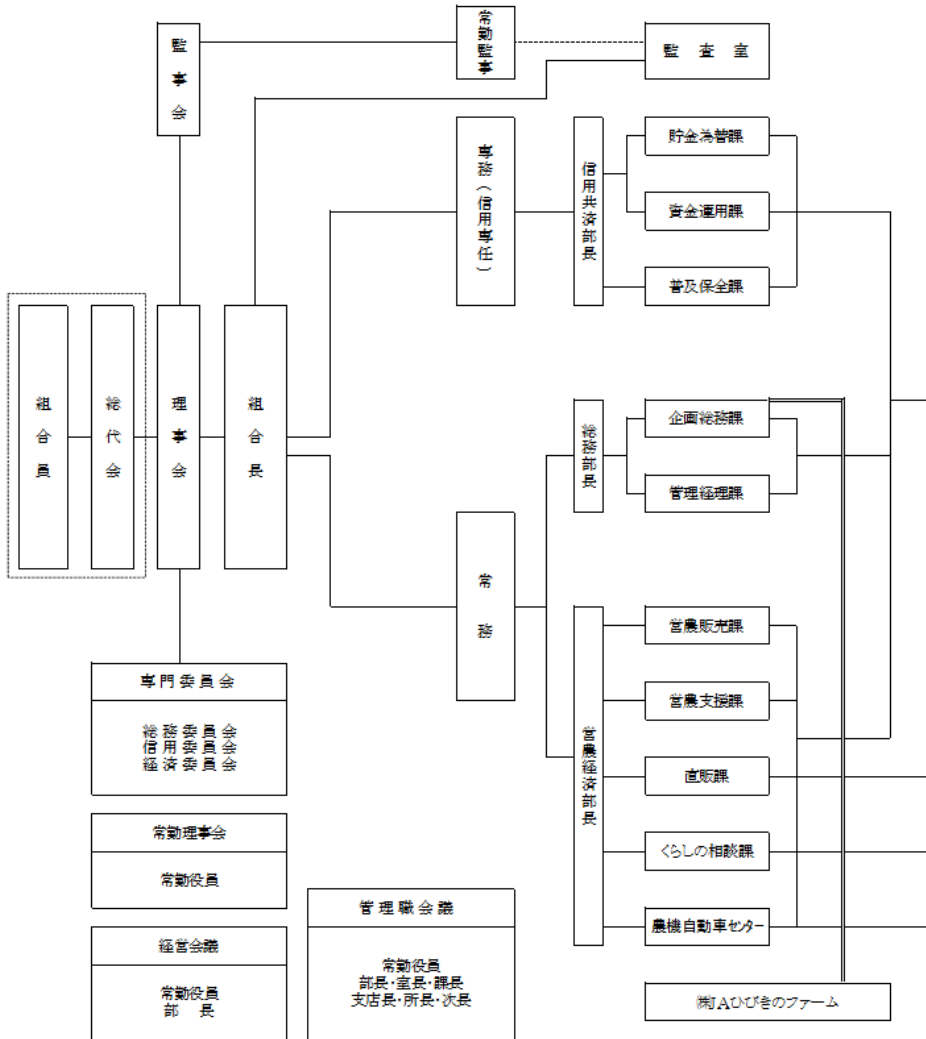 監事会
常勤監事
監査室
専務(信用専任)
信用共済部長
貯金為替課
資金運用課
普及保全課
組合員
総代会
理事会
組合長
総務部長
企画総務課
管理経理課
常務
営農経済部長
営農販売課
営農支援課
直販課
くらしの相談課
農機自動車センター
㈱JAひびきのファーム
専門委員会
総務委員会
信用委員会
経済委員会
常勤理事会
常勤役員
経営会議
常勤役員
部 長
管理職会議
常勤役員
部長・室長・課長
支店長・所長・次長